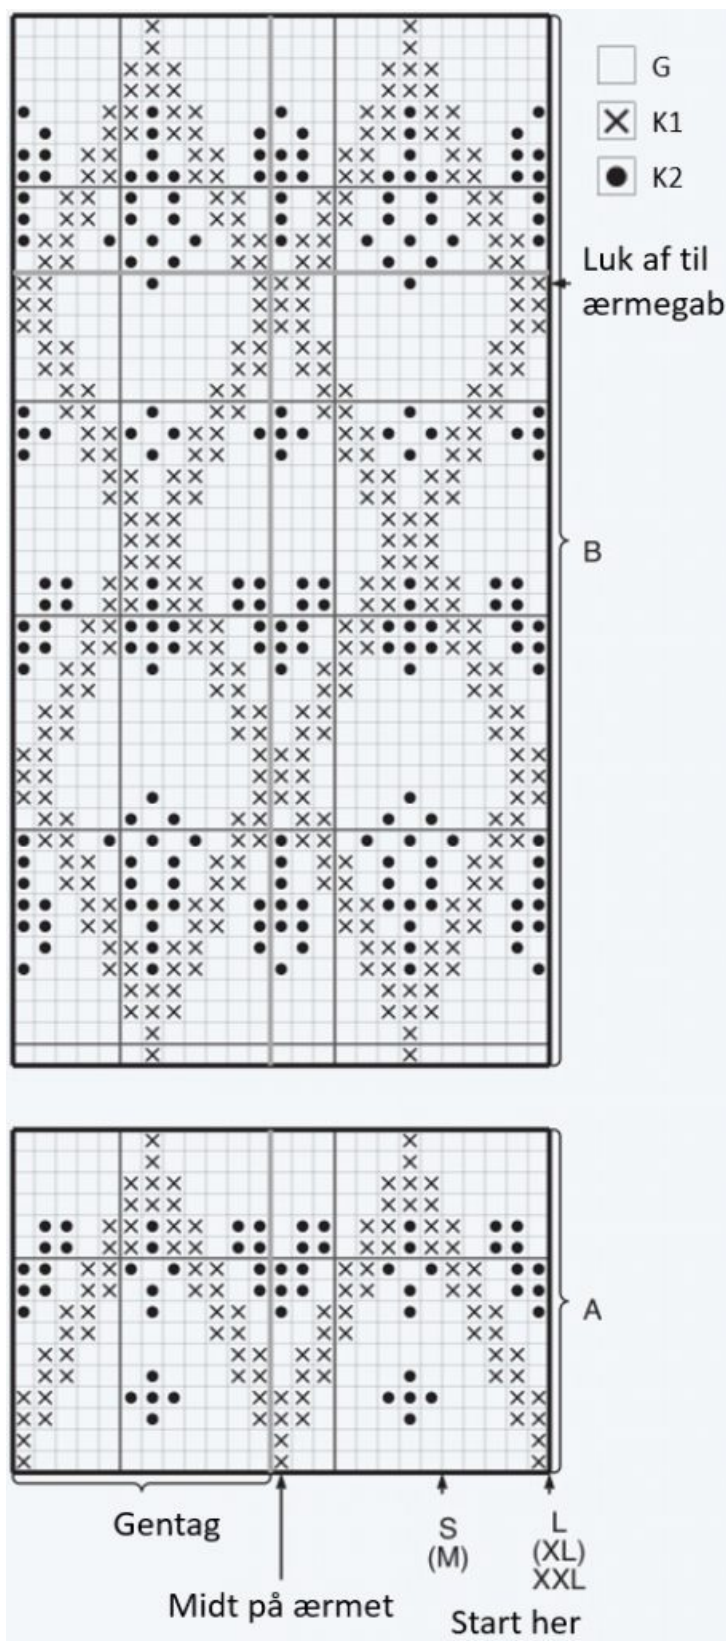 G
K1
K2
Luk af til
ærmegab
B
A
Gentag
S
(M)
L
(XL)
XXL
Midt på ærmet
Start her